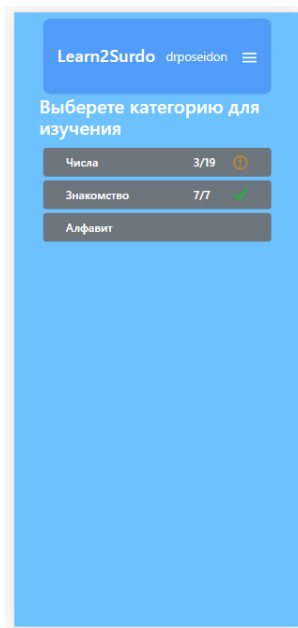 Learn2Surdo drposeidon
Выберете категорию для
изучения
Числа 3/19
Знакомство 7/7
Алфавит